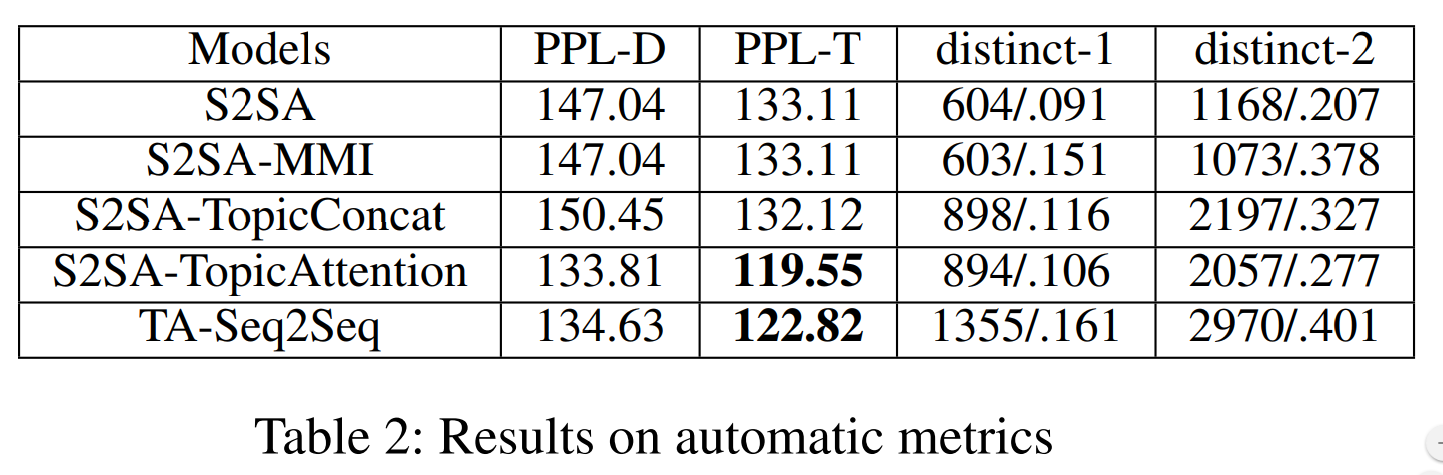 Models PPL-D PPL-T distinct-1 distinct-2
S2SA 147.04 133.11 604/.091 1168/.207
S2SA-MMI 147.04 133.11 603/.151 1073/.378
S2SA-TopicConcat 150.45 132.12 898/.116 2197/.327
S2SA-TopicAttention 133.81 119.55 894/.106 2057/.277
TA-Seq2Seq 134.63 122.82 1355/.161 2970/.401
Table 2: Results on automatic metrics